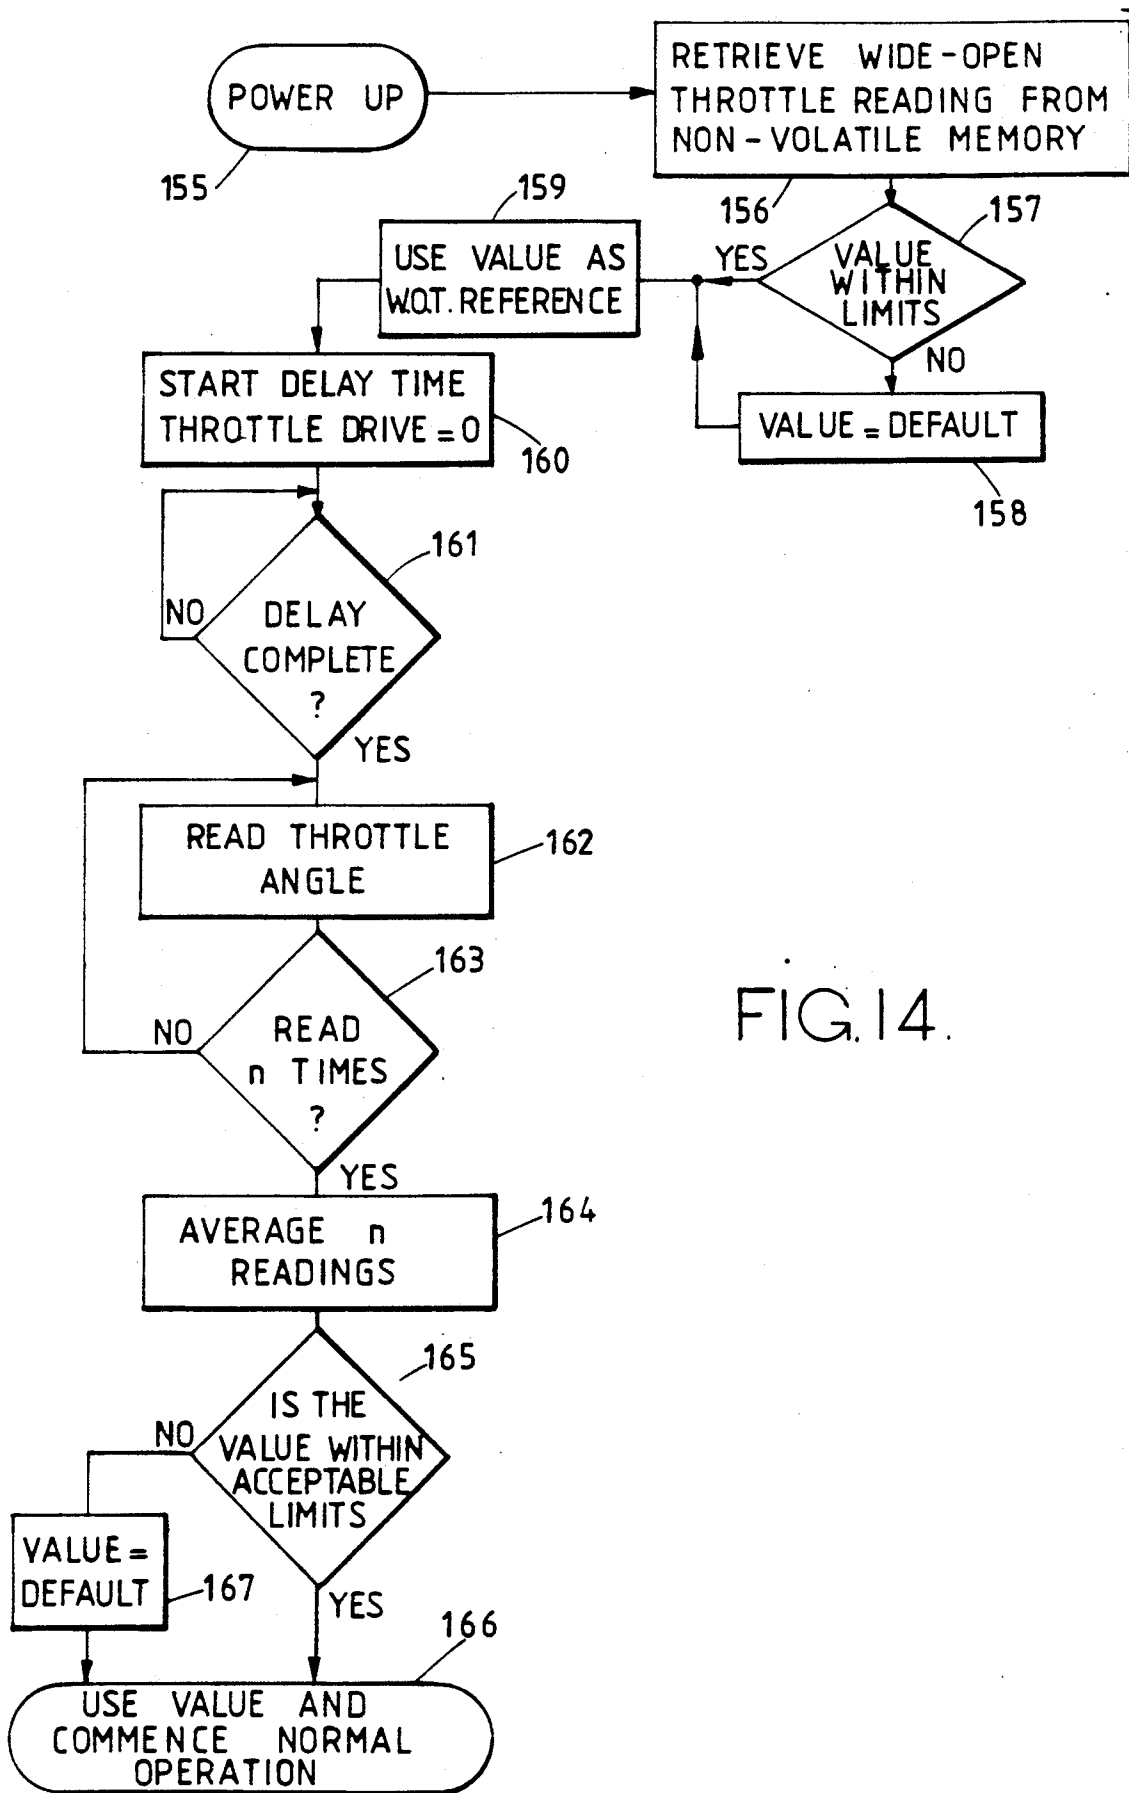 POWER UP
155
RETRIEVE WIDE-OPEN
THROTTLE READING FROM
NON-VOLATILE MEMORY
156
157
VALUE
WITHIN
LIMITS
YES
NO
VALUE = DEFAULT
158
159
USE VALUE AS
W.O.T. REFERENCE
START DELAY TIME
THROTTLE DRIVE = 0
160
161
DELAY
COMPLETE
?
NO
YES
READ THROTTLE
ANGLE
162
163
READ
n TIMES
?
NO
YES
AVERAGE n
READINGS
164
165
IS THE
VALUE WITHIN
ACCEPTABLE
LIMITS
NO
YES
VALUE =
DEFAULT
167
166
USE VALUE AND
COMMENCE NORMAL
OPERATION
FIG. 14.